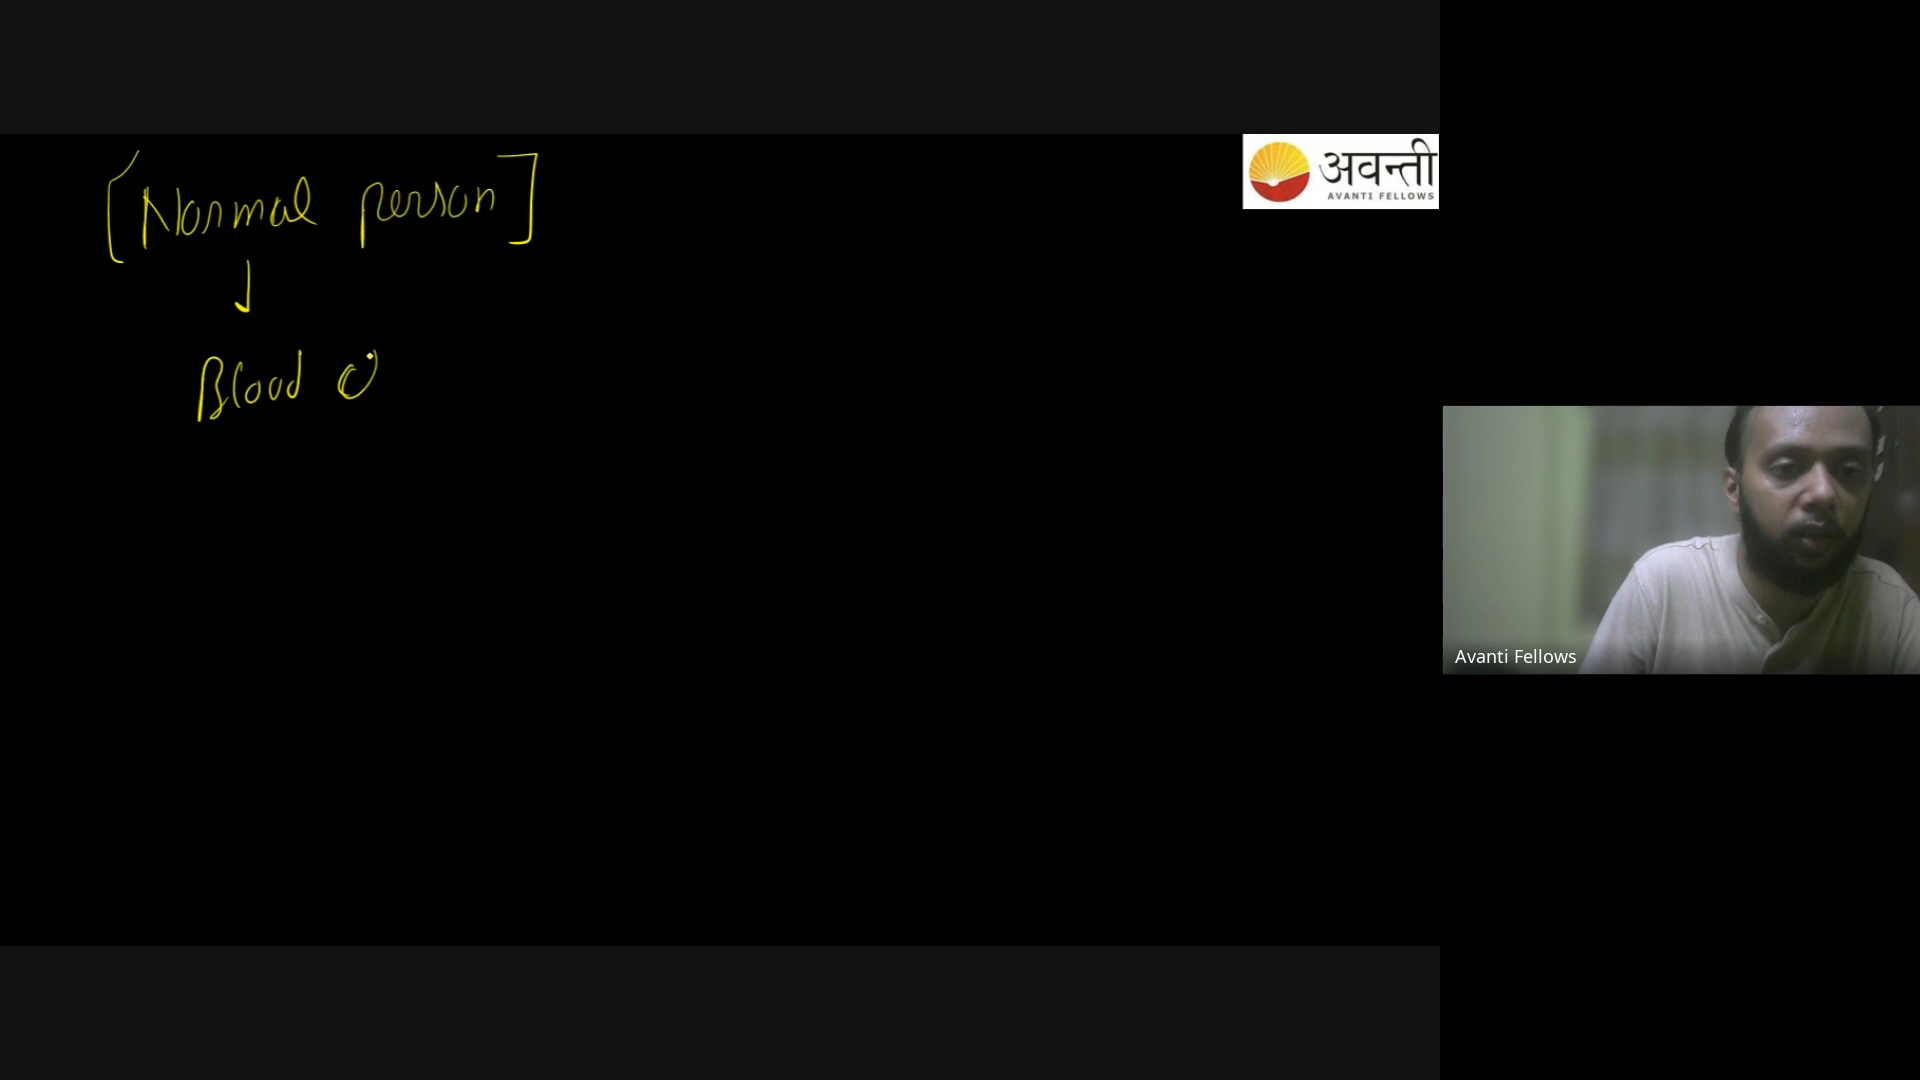 [Normal person]
↓
Blood
अवन्ती
AVANTI FELLOWS
Avanti Fellows